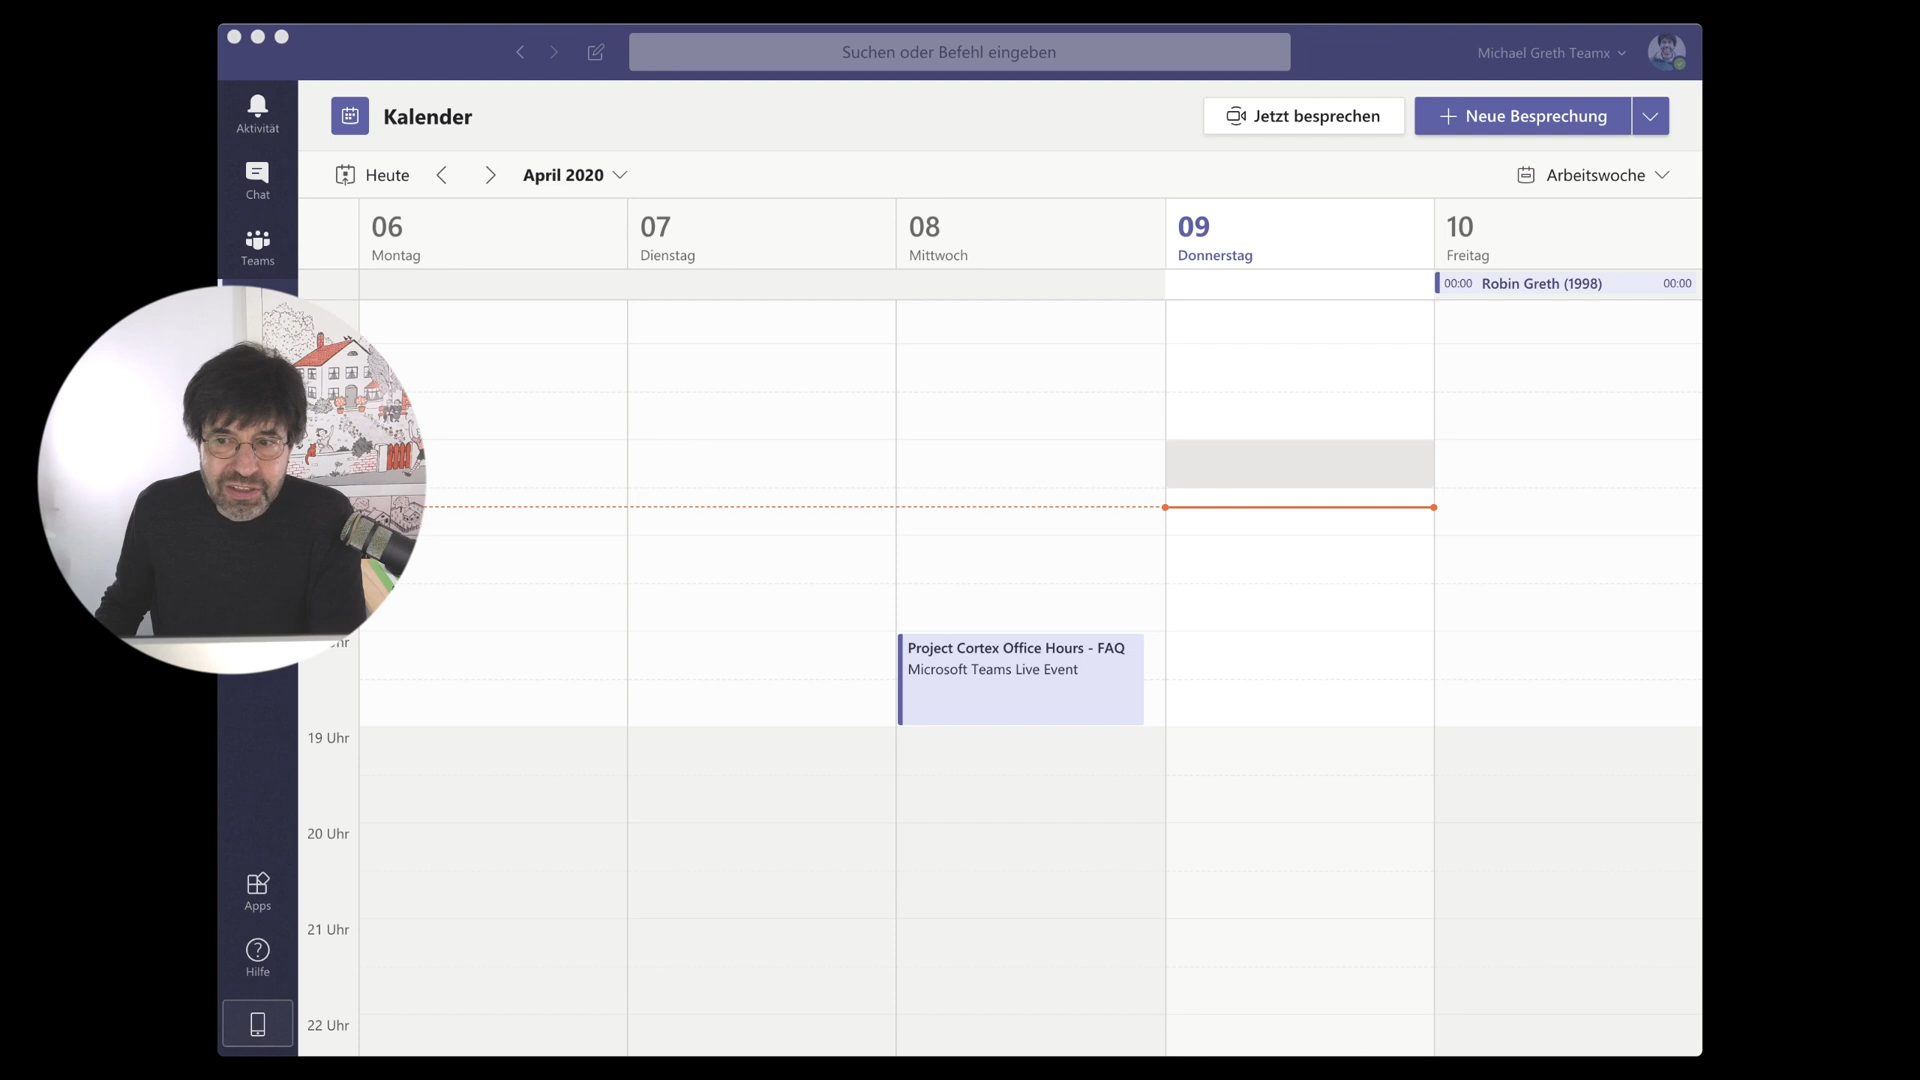 Suchen oder Befehl eingeben
Michael Greth Teamx
Aktivität
Chat
Teams
Apps
Hilfe
Kalender
Jetzt besprechen
Neue Besprechung
Heute
April 2020
Arbeitswoche
06
Montag
07
Dienstag
08
Mittwoch
09
Donnerstag
10
Freitag
00:00 Robin Greth (1998) 00:00
Project Cortex Office Hours - FAQ
Microsoft Teams Live Event
19 Uhr
20 Uhr
21 Uhr
22 Uhr